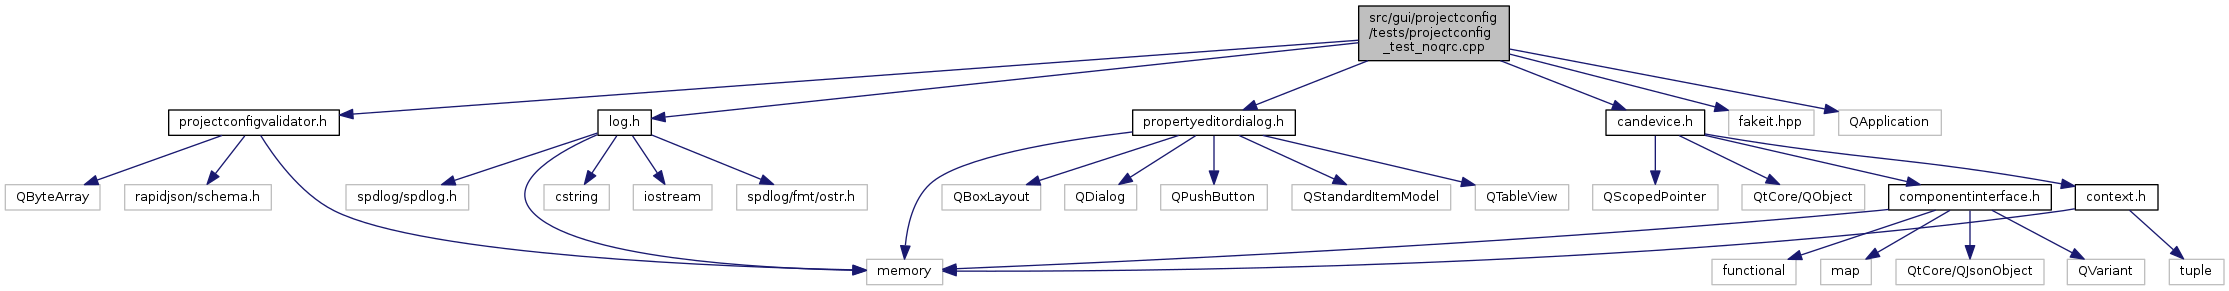 src/gui/projectconfig
/tests/projectconfig
_test_noqrc.cpp
projectconfigvalidator.h
log.h
propertyeditordialog.h
candevice.h
fakeit.hpp
QApplication
QByteArray
rapidjson/schema.h
spdlog/spdlog.h
cstring
iostream
spdlog/fmt/ostr.h
QBoxLayout
QDialog
QPushButton
QStandardItemModel
QTableView
QScopedPointer
QtCore/QObject
componentinterface.h
context.h
memory
functional
map
QtCore/QJsonObject
QVariant
tuple